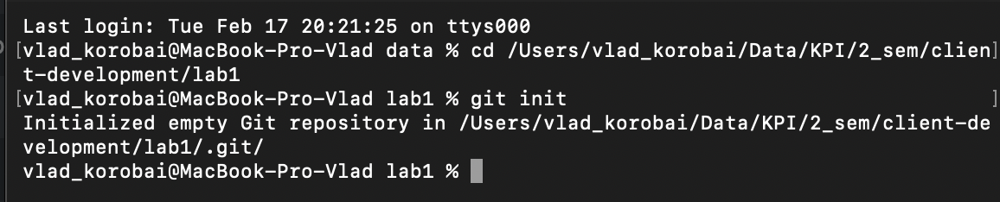 Last login: Tue Feb 17 20:21:25 on ttys000
[vlad_korobai@MacBook-Pro-Vlad data % cd /Users/vlad_korobai/Data/KPI/2_sem/clien]
t-development/lab1
[vlad_korobai@MacBook-Pro-Vlad lab1 % git init ]
Initialized empty Git repository in /Users/vlad_korobai/Data/KPI/2_sem/client-de
velopment/lab1/.git/
vlad_korobai@MacBook-Pro-Vlad lab1 %